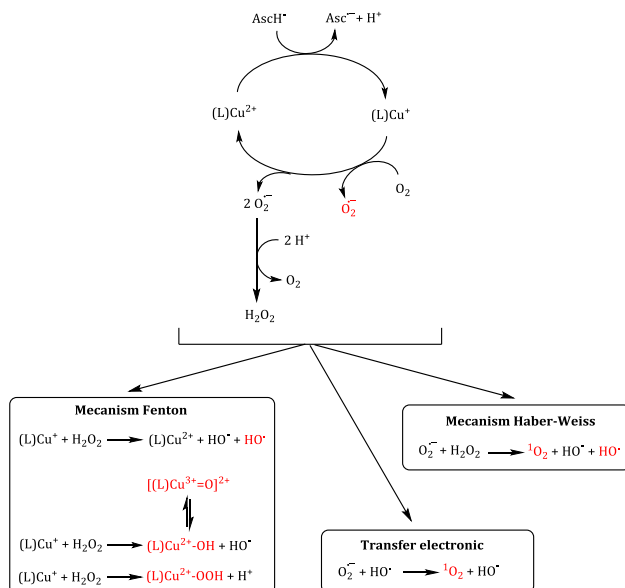 AscH⁻ Asc·⁻ + H⁺
(L)Cu²⁺ (L)Cu⁺
O₂
2 O₂·⁻ O₂·⁻
2 H⁺
O₂
H₂O₂
Mecanism Fenton
(L)Cu⁺ + H₂O₂ (L)Cu²⁺ + HO⁻ + HO·
[(L)Cu³⁺=O]²⁺
(L)Cu⁺ + H₂O₂ (L)Cu²⁺-OH + HO⁻
(L)Cu⁺ + H₂O₂ (L)Cu²⁺-OOH + H⁺
Mecanism Haber-Weiss
O₂·⁻ + H₂O₂ ¹O₂ + HO⁻ + HO·
Transfer electronic
O₂·⁻ + HO· ¹O₂ + HO⁻